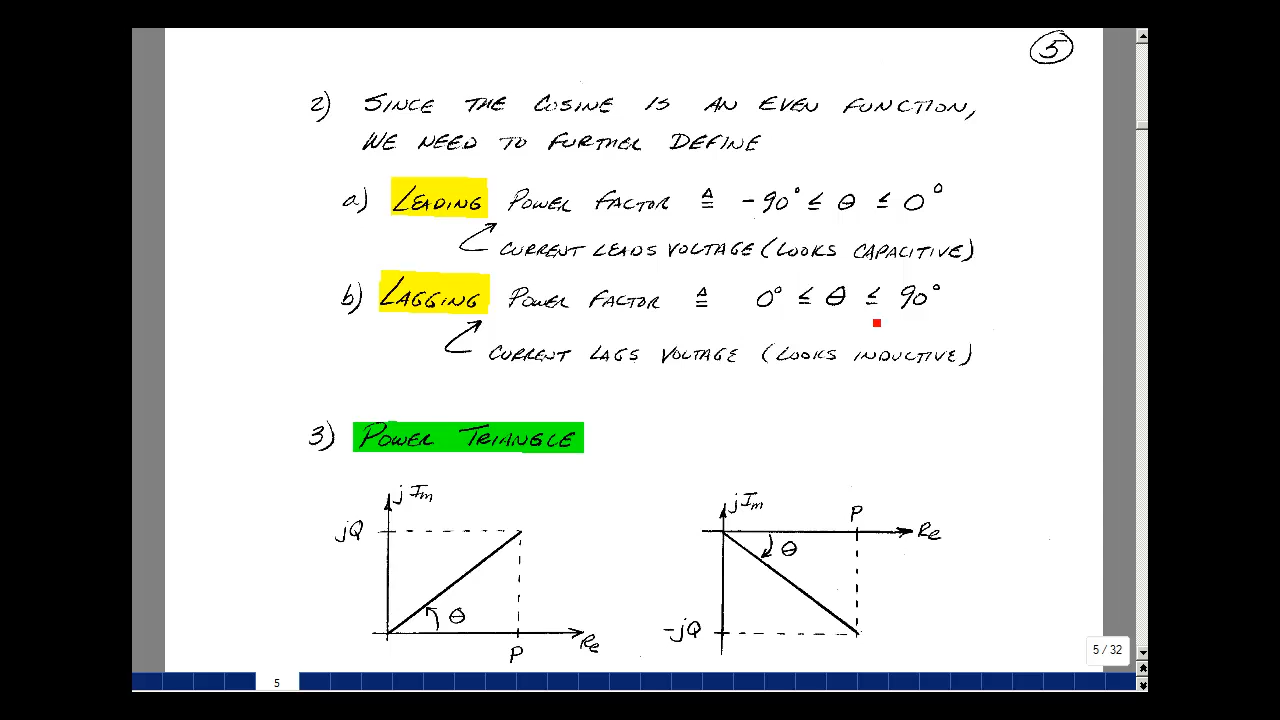 5
2) SINCE THE COSINE IS AN EVEN FUNCTION,
WE NEED TO FURTHER DEFINE
a) LEADING POWER FACTOR ≜ -90° ≤ θ ≤ 0°
CURRENT LEADS VOLTAGE (LOOKS CAPACITIVE)
b) LAGGING POWER FACTOR ≜ 0° ≤ θ ≤ 90°
CURRENT LAGS VOLTAGE (LOOKS INDUCTIVE)
3) POWER TRIANGLE
jIm
jQ
θ
P
Re
jIm
P
Re
θ
-jQ
5 / 32
5